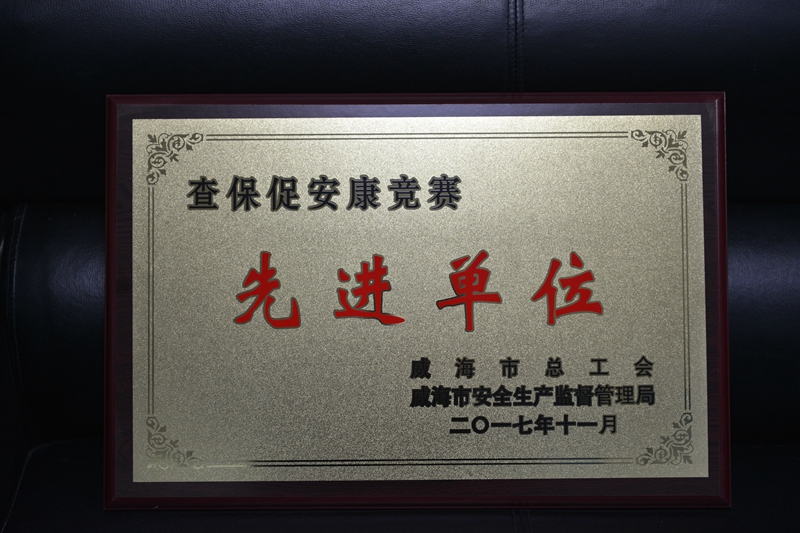 查保促安康竞赛
先进单位
威海市总工会
威海市安全生产监督管理局
二〇一七年十一月